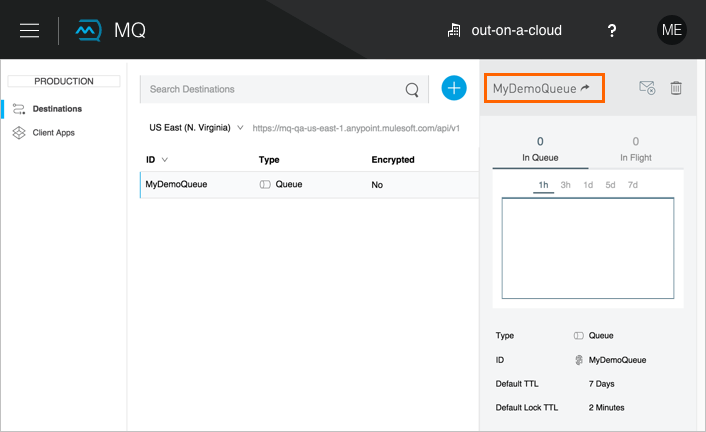 MQ
out-on-a-cloud
?
ME
PRODUCTION
Destinations
Client Apps
Search Destinations
US East (N. Virginia) https://mq-qa-us-east-1.anypoint.mulesoft.com/api/v1
ID Type Encrypted
MyDemoQueue Queue No
MyDemoQueue
0 0
In Queue In Flight
1h 3h 1d 5d 7d
Type Queue
ID MyDemoQueue
Default TTL 7 Days
Default Lock TTL 2 Minutes